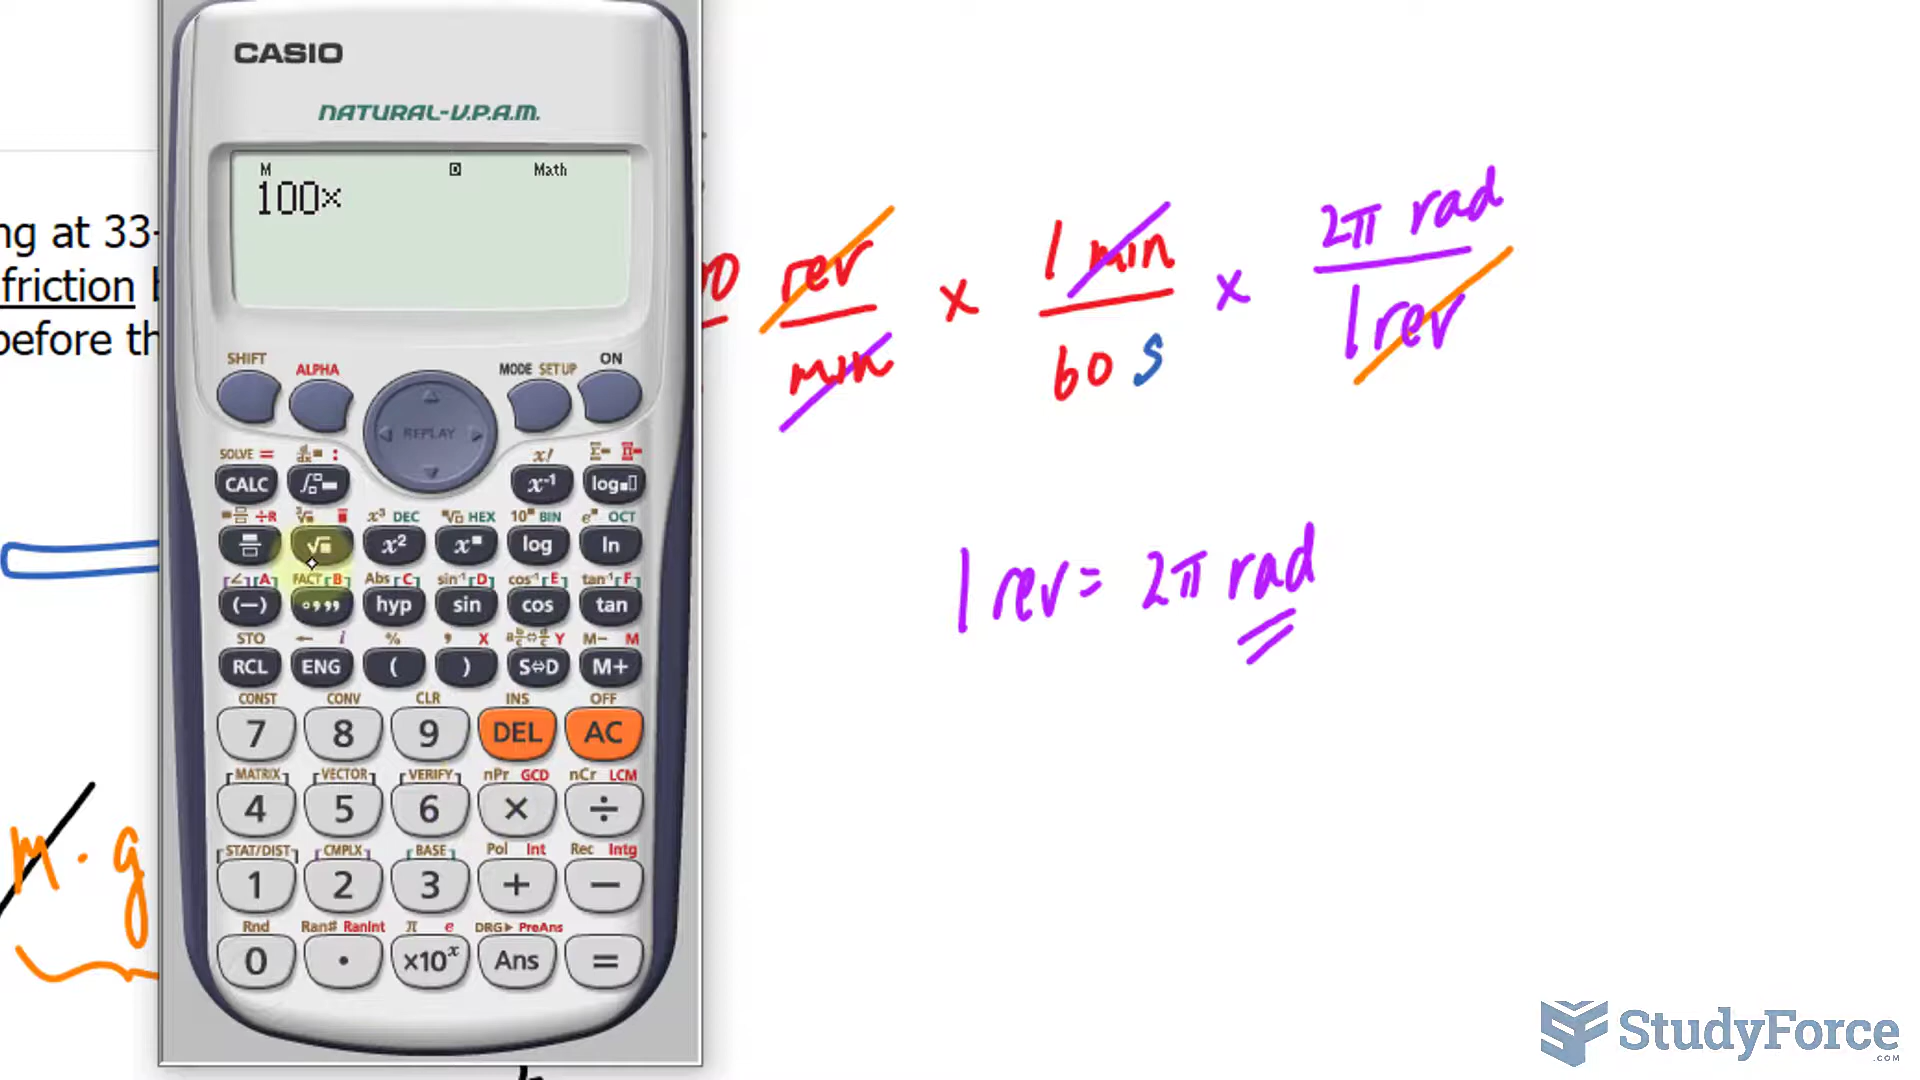 CASIO
NATURAL-V.P.A.M.
M D Math
100×
ng at 33-
friction
before th
rev/min × 1 min/60 s × 2π rad/1 rev
1 rev = 2π rad
m · g
SHIFT ALPHA MODE SETUP ON
REPLAY
SOLVE = d/dx : x! Σ Π
CALC ∫ x⁻¹ log
÷R ³√ x³ DEC HEX 10 BIN e OCT
√ x² x log ln
∠ A FACT B Abs C sin⁻¹ D cos⁻¹ E tan⁻¹ F
(−) °,,, hyp sin cos tan
STO ← i % , X Y M− M
RCL ENG ( ) S⇔D M+
CONST CONV CLR INS OFF
7 8 9 DEL AC
MATRIX VECTOR VERIFY nPr GCD nCr LCM
4 5 6 × ÷
STAT/DIST CMPLX BASE Pol Int Rec Intg
1 2 3 + −
Rnd Ran# RanInt π e DRG▶ PreAns
0 . ×10ˣ Ans =
StudyForce
.COM